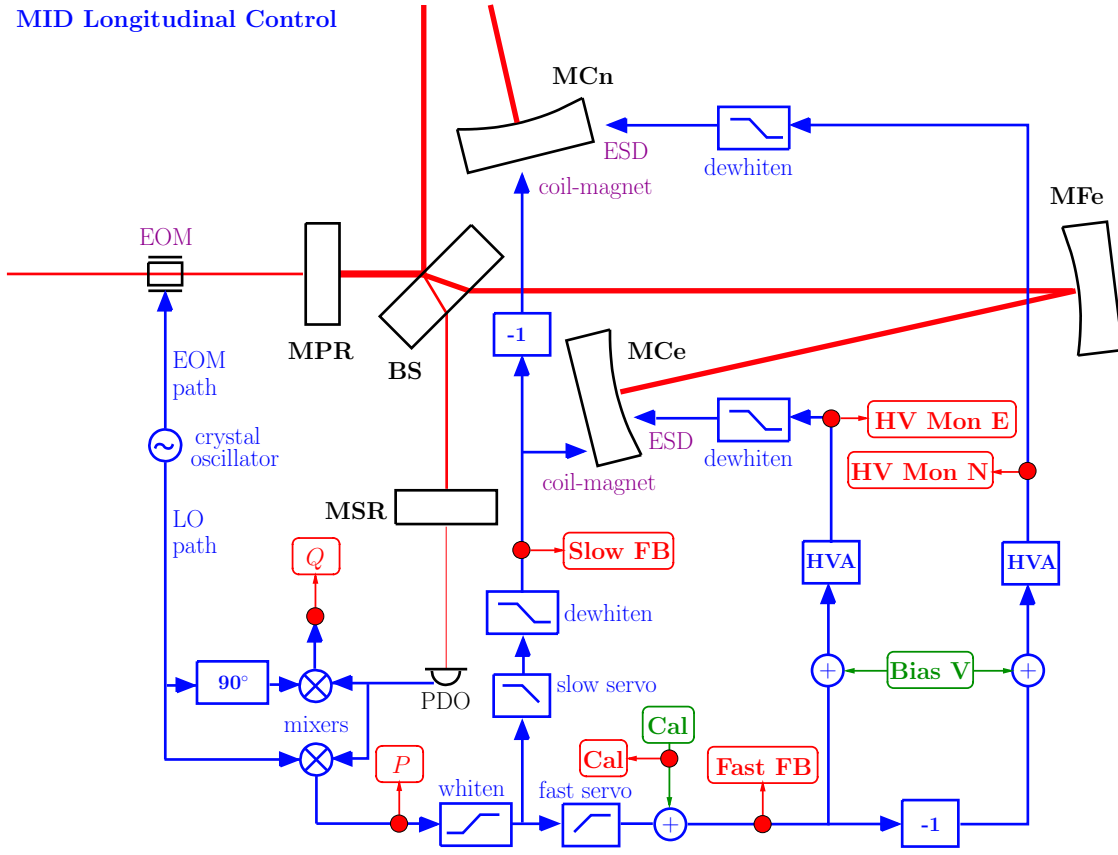 MID Longitudinal Control
MCn
ESD
dewhiten
coil-magnet
MFe
EOM
MPR
BS
-1
MCe
EOM
path
HV Mon E
ESD
dewhiten
crystal
oscillator
HV Mon N
coil-magnet
MSR
LO
path
Q
Slow FB
HVA
HVA
dewhiten
90°
PDO
slow servo
+
Bias V
+
mixers
Cal
P
Cal
Fast FB
whiten
fast servo
+
-1